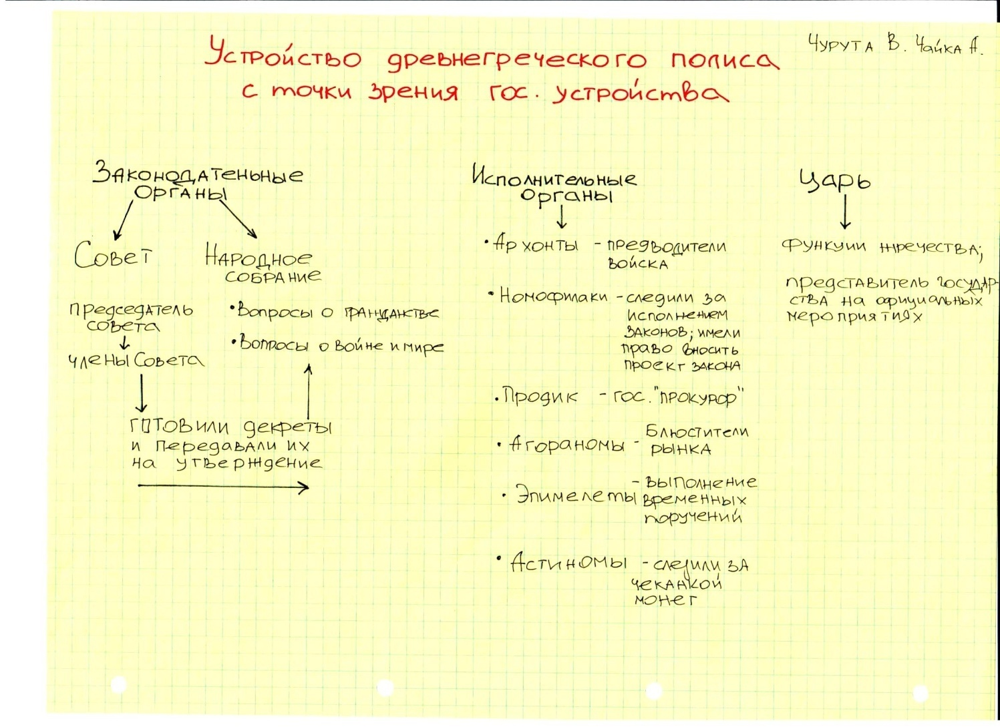 Чурута В. Чайка А.
Устройство древнегреческого полиса
с точки зрения гос. устройства
Законодатеньные
органы
Совет
Народное
собрание
председатель
совета
члены Совета
• Вопросы о гражданстве
• Вопросы о войне и мире
готовили декреты
и передавали их
на утверждение
Исполнительные
органы
• Архонты - предводители
войска
• Номофилаки - следили за
исполнением
законов; имели
право вносить
проект закона
• Продик - гос. "прокурор"
• Агораномы - Блюстители
рынка
• Эпимелеты - выполнение
временных
поручений
• Астиномы - следили за
чеканкой
монет
Царь
функции жречества;
представитель государ-
ства на официальных
мероприятиях